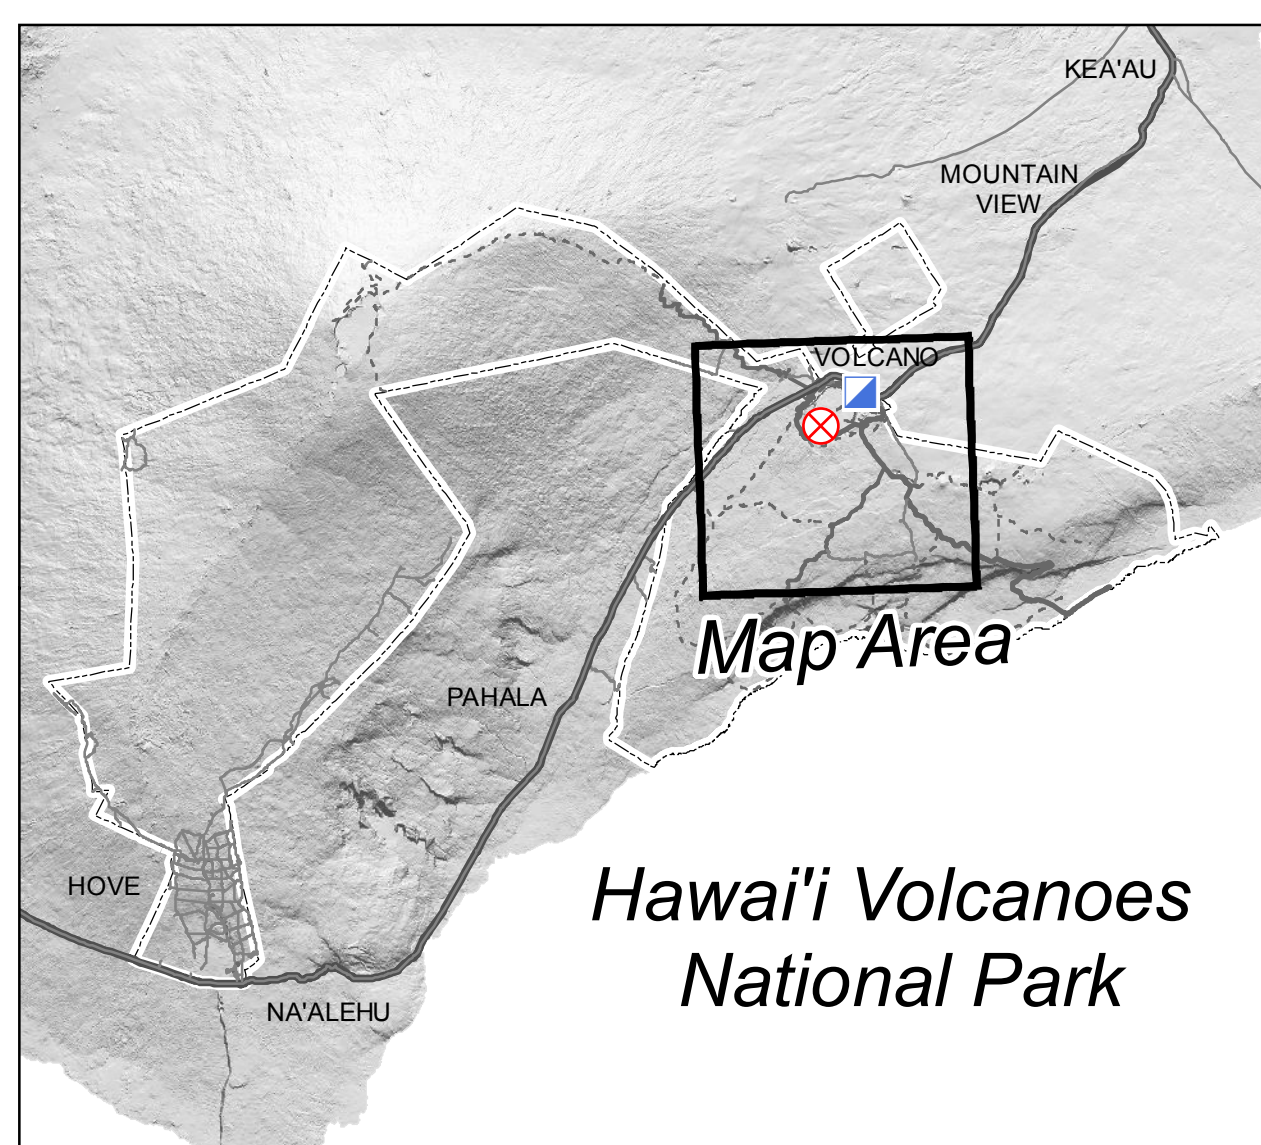 KEA'AU
MOUNTAIN
VIEW
VOLCANO
Map Area
PAHALA
HOVE
Hawai'i Volcanoes
National Park
NA'ALEHU